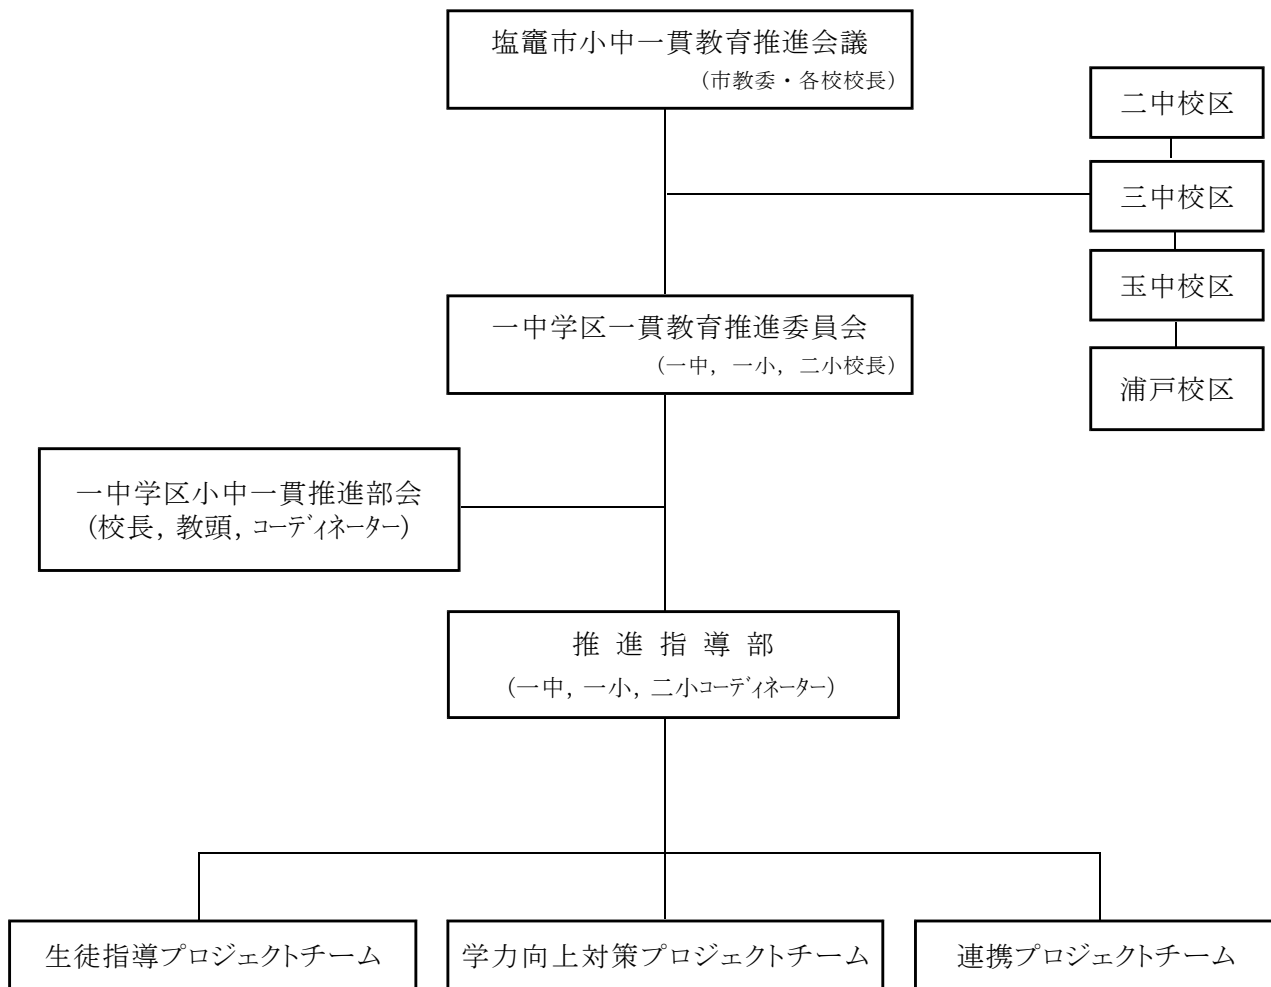 塩竈市小中一貫教育推進会議
(市教委・各校校長)
二中校区
三中校区
玉中校区
浦戸校区
一中学区一貫教育推進委員会
(一中, 一小, 二小校長)
一中学区小中一貫推進部会
(校長, 教頭, コーディネーター)
推 進 指 導 部
(一中, 一小, 二小コーディネーター)
生徒指導プロジェクトチーム
学力向上対策プロジェクトチーム
連携プロジェクトチーム